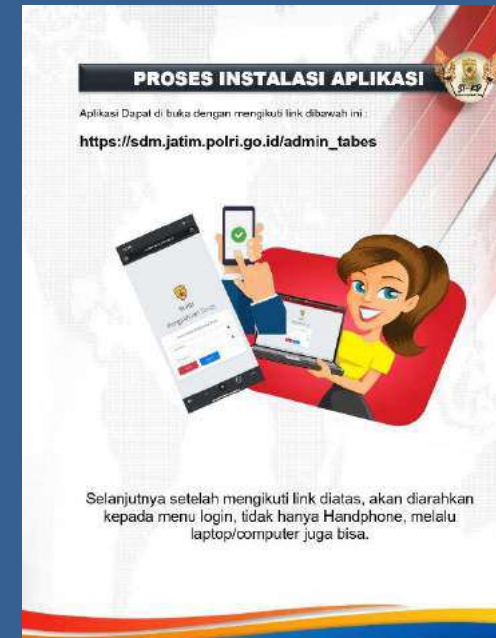 PROSES INSTALASI APLIKASI
Aplikasi Dapat di buka dengan mengikuti link dibawah ini :
https://sdm.jatim.polri.go.id/admin_tabes
Selanjutnya setelah mengikuti link diatas, akan diarahkan
kepada menu login, tidak hanya Handphone, melalu
laptop/computer juga bisa.